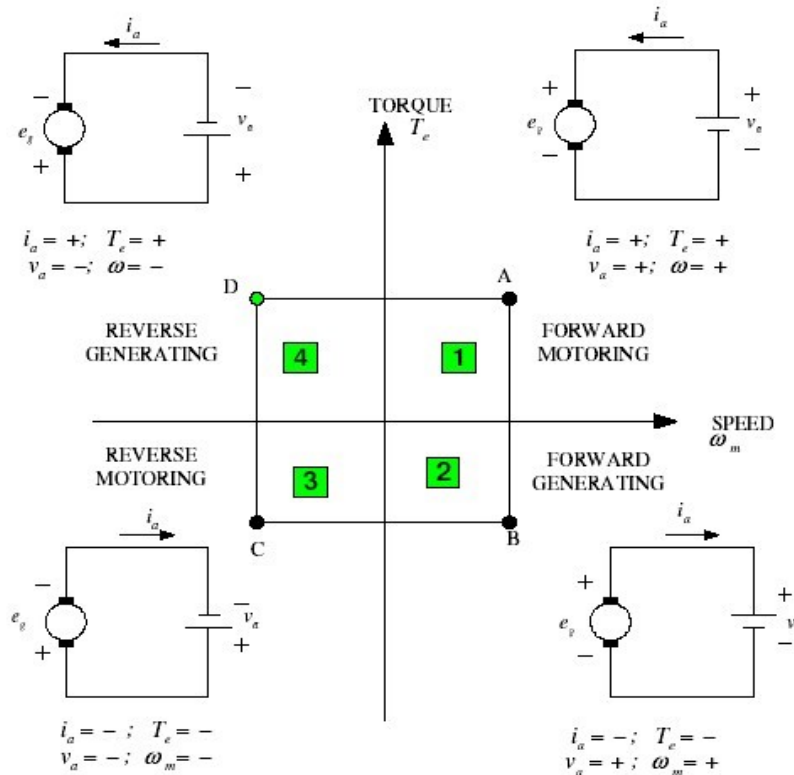 i_a
i_a
−
−
+
+
TORQUE
T_e
e_g
v_a
e_g
v_a
+
+
−
−
i_a = +; T_e = +
v_a = −; ω = −
i_a = +; T_e = +
v_a = +; ω = +
D
A
REVERSE
GENERATING
4
1
FORWARD
MOTORING
SPEED
ω_m
REVERSE
MOTORING
3
2
FORWARD
GENERATING
C
B
i_a
i_a
−
−
+
+
e_g
v_a
e_g
v
+
+
−
−
i_a = − ; T_e = −
v_a = −; ω_m = −
i_a = −; T_e = −
v_a = + ; ω_m = +